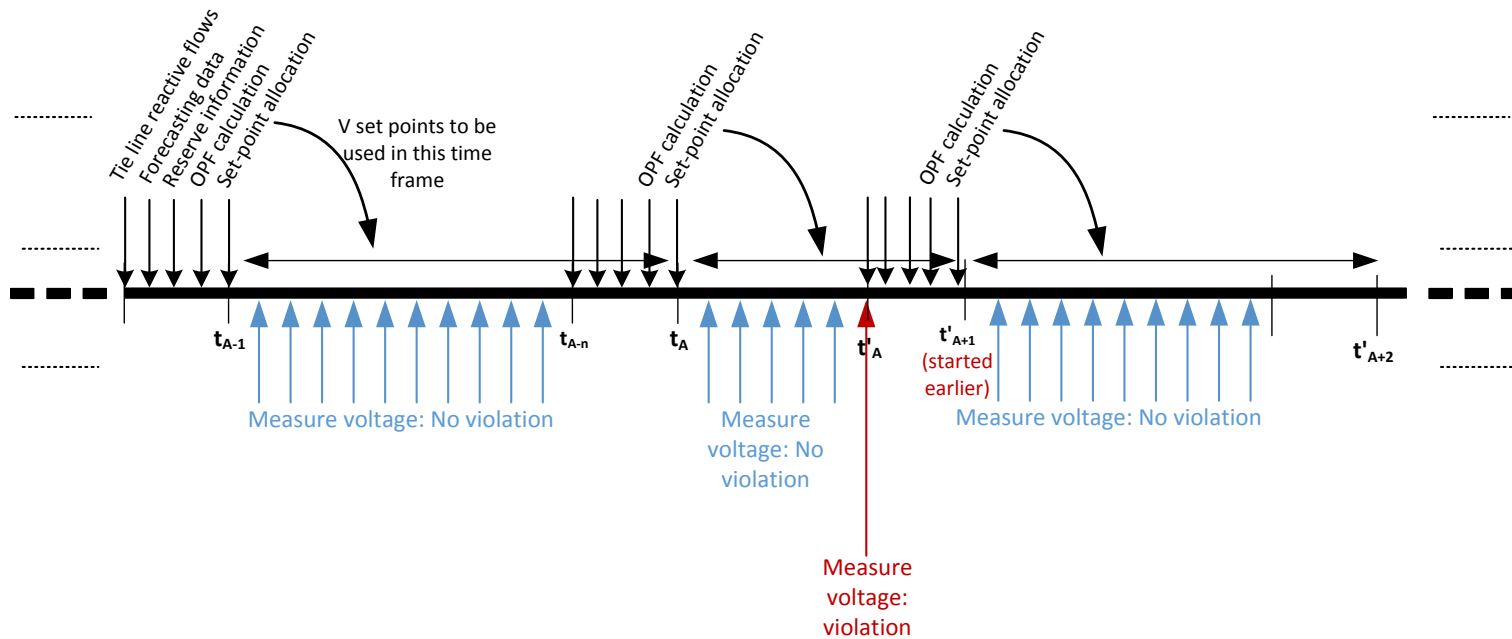 Tie line reactive flows
Forecasting data
Reserve information
OPF calculation
Set-point allocation
V set points to be
used in this time
frame
OPF calculation
Set-point allocation
OPF calculation
Set-point allocation
tA-1
tA-n
tA
t'A
t'A+1
(started
earlier)
t'A+2
Measure voltage: No violation
Measure
voltage: No
violation
Measure voltage: No violation
Measure
voltage:
violation